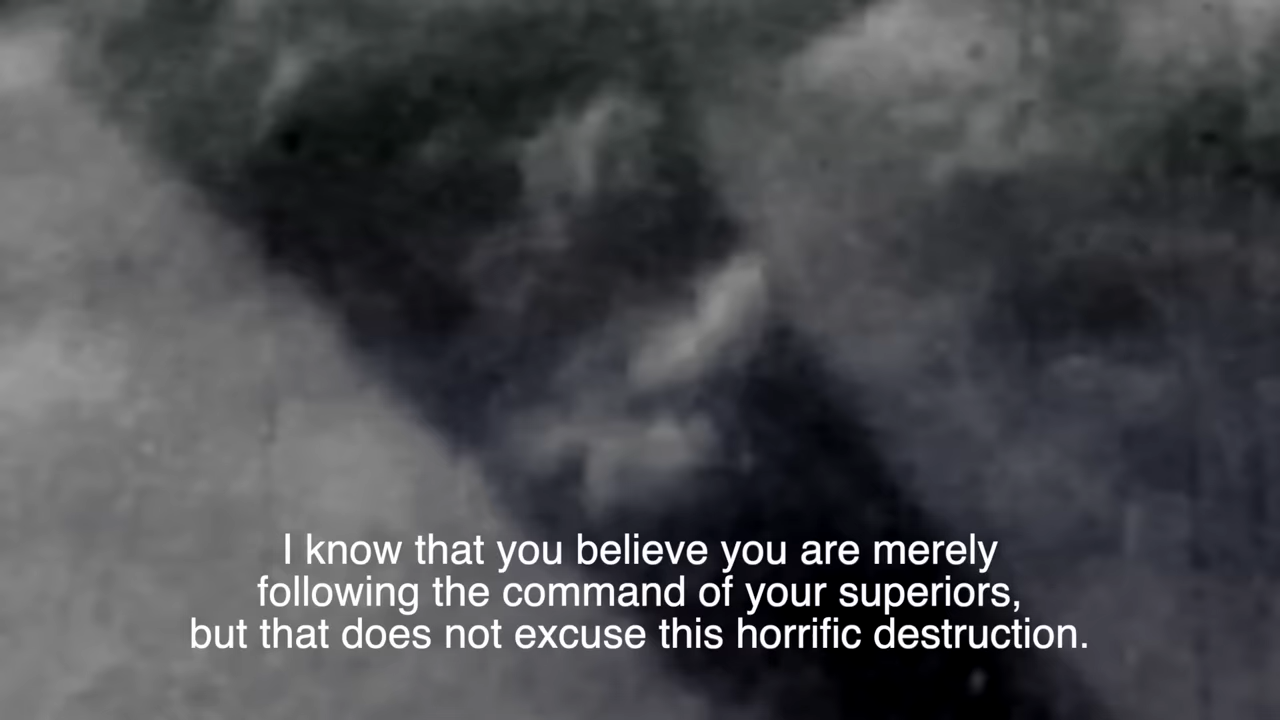 I know that you believe you are merely
following the command of your superiors,
but that does not excuse this horrific destruction.